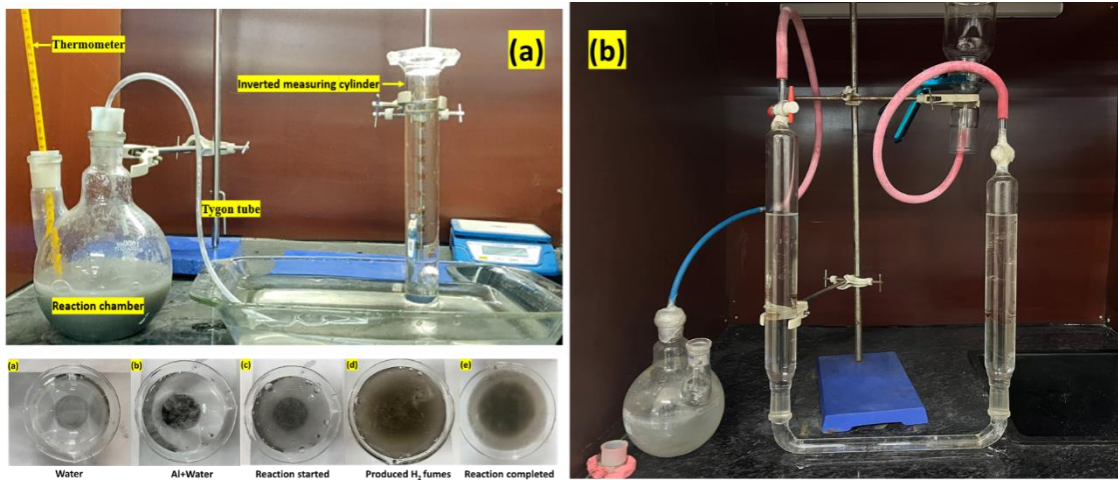 (a)
Thermometer
Inverted measuring cylinder
Tygon tube
Reaction chamber
(a)
(b)
(c)
(d)
(e)
Water
Al+Water
Reaction started
Produced H₂ fumes
Reaction completed
(b)